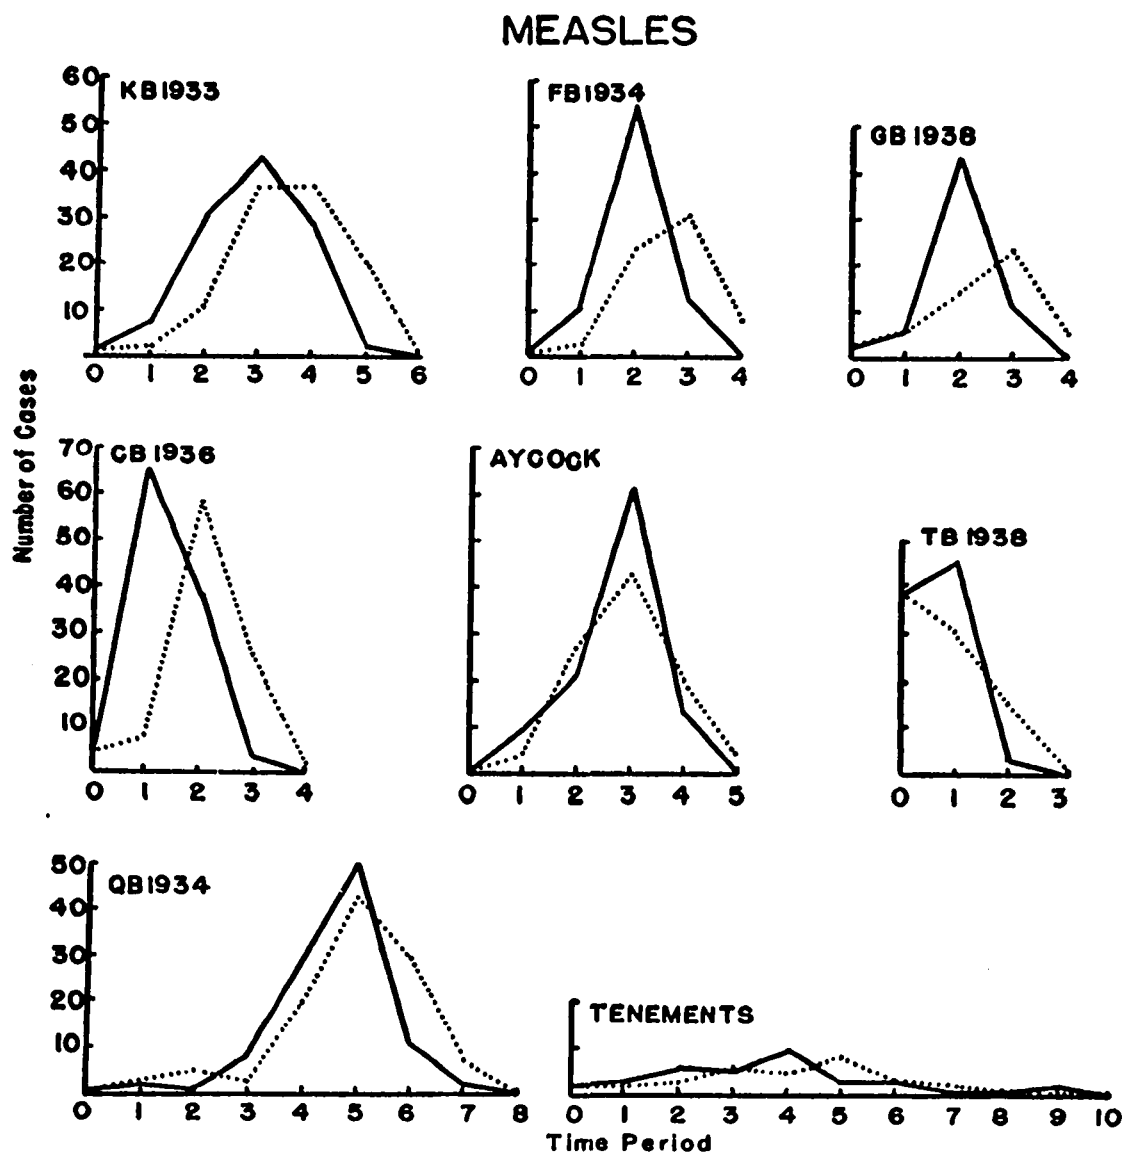 MEASLES
60 KB1933
50
40
30
20
10
0 1 2 3 4 5 6
FB1934
0 1 2 3 4
GB 1938
0 1 2 3 4
Number of Cases
70 CB 1936
60
50
40
30
20
10
0 1 2 3 4
AYCOCK
0 1 2 3 4 5
TB 1938
0 1 2 3
50 QB1934
40
30
20
10
0 1 2 3 4 5 6 7 8
TENEMENTS
0 1 2 3 4 5 6 7 8 9 10
Time Period